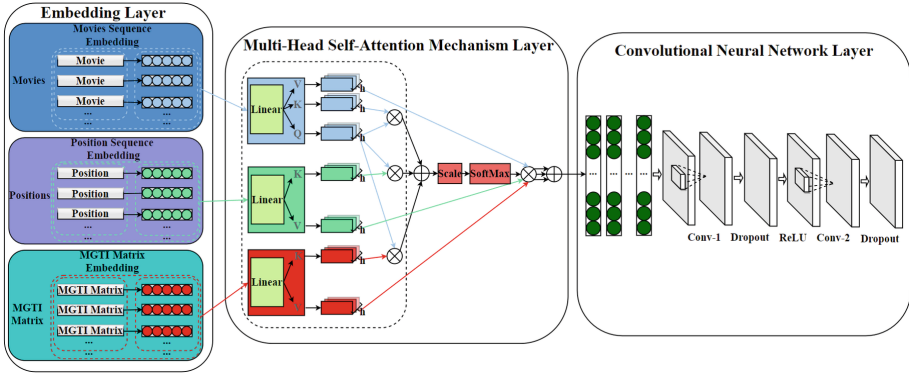 Embedding Layer
Movies Sequence
Embedding
Movies
Movie
Movie
Movie
...
...
Position Sequence
Embedding
Positions
Position
Position
Position
...
...
MGTI Matrix
Embedding
MGTI
Matrix
MGTI Matrix
MGTI Matrix
MGTI Matrix
...
...
Multi-Head Self-Attention Mechanism Layer
Linear
V
K
Q
h
h
h
Linear
K
V
h
h
Linear
K
V
h
h
Scale
SoftMax
Convolutional Neural Network Layer
...
...
...
Conv-1
Dropout
ReLU
Conv-2
Dropout